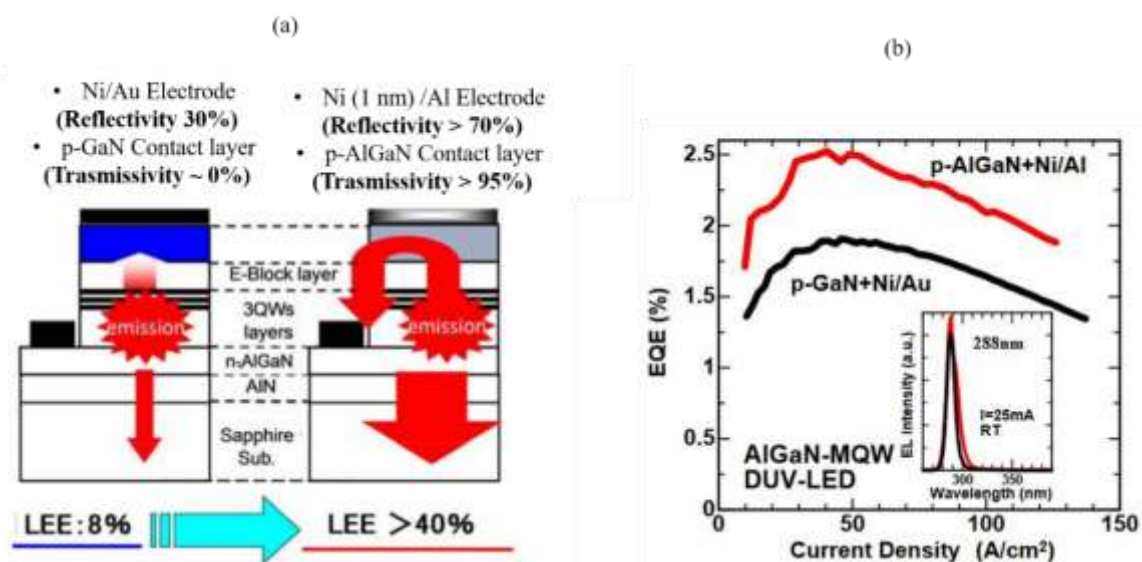 (a)
• Ni/Au Electrode
(Reflectivity 30%)
• p-GaN Contact layer
(Trasmissivity ~ 0%)
• Ni (1 nm) /Al Electrode
(Reflectivity > 70%)
• p-AlGaN Contact layer
(Trasmissivity > 95%)
E-Block layer
3QWs
layers
emission
emission
n-AlGaN
AlN
Sapphire
Sub.
LEE:8%
LEE >40%
(b)
EQE (%)
2.5
2
1.5
1
0.5
0
p-AlGaN+Ni/Al
p-GaN+Ni/Au
288nm
I=25mA
RT
EL Intensity (a.u.)
300 350
Wavelength (nm)
AlGaN-MQW
DUV-LED
0 50 100 150
Current Density (A/cm²)